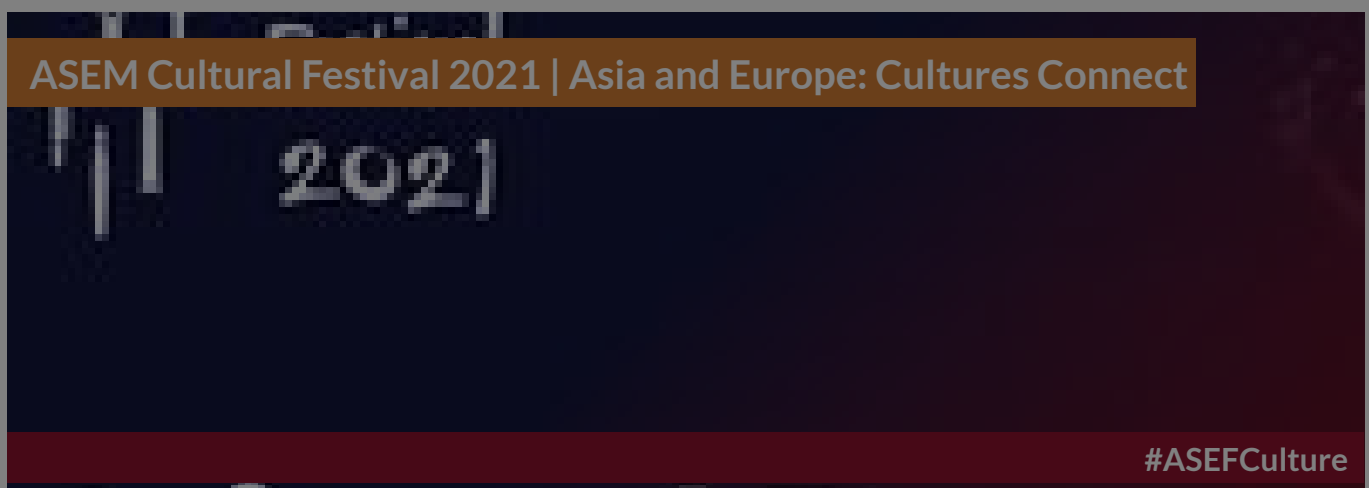 ASEM Cultural Festival 2021 | Asia and Europe: Cultures Connect
2021
#ASEFCulture